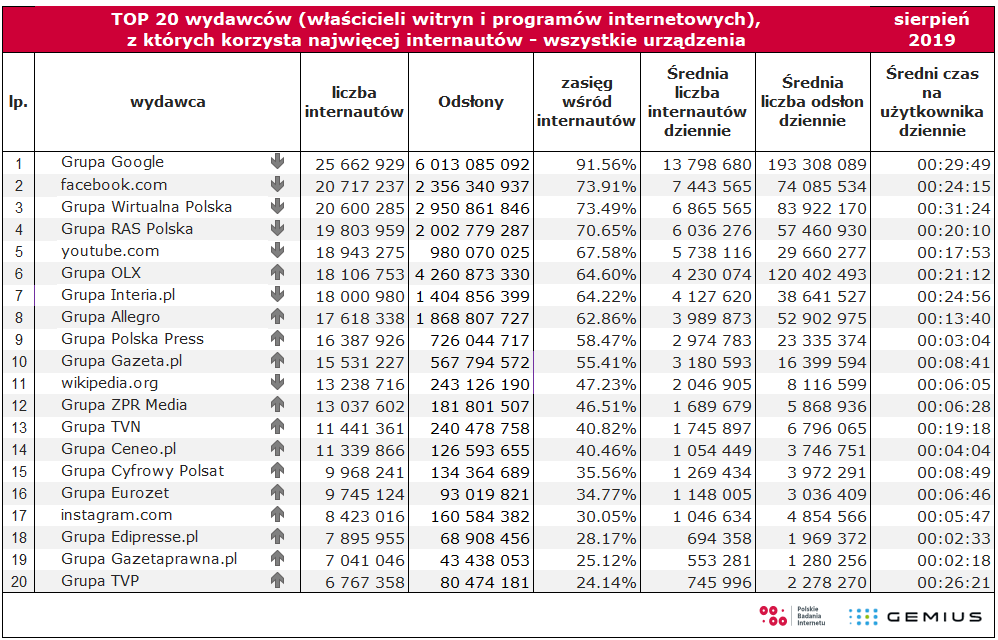 TOP 20 wydawców (właścicieli witryn i programów internetowych),
z których korzysta najwięcej internautów - wszystkie urządzenia
sierpień
2019
lp.
wydawca
liczba
internautów
Odsłony
zasięg
wśród
internautów
Średnia
liczba
internautów
dziennie
Średnia
liczba odsłon
dziennie
Średni czas
na
użytkownika
dziennie
1 Grupa Google 25 662 929 6 013 085 092 91.56% 13 798 680 193 308 089 00:29:49
2 facebook.com 20 717 237 2 356 340 937 73.91% 7 443 565 74 085 534 00:24:15
3 Grupa Wirtualna Polska 20 600 285 2 950 861 846 73.49% 6 865 565 83 922 170 00:31:24
4 Grupa RAS Polska 19 803 959 2 002 779 287 70.65% 6 036 276 57 460 930 00:20:10
5 youtube.com 18 943 275 980 070 025 67.58% 5 738 116 29 660 277 00:17:53
6 Grupa OLX 18 106 753 4 260 873 330 64.60% 4 230 074 120 402 493 00:21:12
7 Grupa Interia.pl 18 000 980 1 404 856 399 64.22% 4 127 620 38 641 527 00:24:56
8 Grupa Allegro 17 618 338 1 868 807 727 62.86% 3 989 873 52 902 975 00:13:40
9 Grupa Polska Press 16 387 926 726 044 717 58.47% 2 974 783 23 335 374 00:03:04
10 Grupa Gazeta.pl 15 531 227 567 794 572 55.41% 3 180 593 16 399 594 00:08:41
11 wikipedia.org 13 238 716 243 126 190 47.23% 2 046 905 8 116 599 00:06:05
12 Grupa ZPR Media 13 037 602 181 801 507 46.51% 1 689 679 5 868 936 00:06:28
13 Grupa TVN 11 441 361 240 478 758 40.82% 1 745 897 6 796 065 00:19:18
14 Grupa Ceneo.pl 11 339 866 126 593 655 40.46% 1 054 449 3 746 751 00:04:04
15 Grupa Cyfrowy Polsat 9 968 241 134 364 689 35.56% 1 269 434 3 972 291 00:08:49
16 Grupa Eurozet 9 745 124 93 019 821 34.77% 1 148 005 3 036 409 00:06:46
17 instagram.com 8 423 016 160 584 382 30.05% 1 046 634 4 854 566 00:05:47
18 Grupa Edipresse.pl 7 895 955 68 908 456 28.17% 694 358 1 969 372 00:02:33
19 Grupa Gazetaprawna.pl 7 041 046 43 438 053 25.12% 553 281 1 280 256 00:02:18
20 Grupa TVP 6 767 358 80 474 181 24.14% 745 996 2 278 270 00:26:21
Polskie
Badania
Internetu
GEMIUS